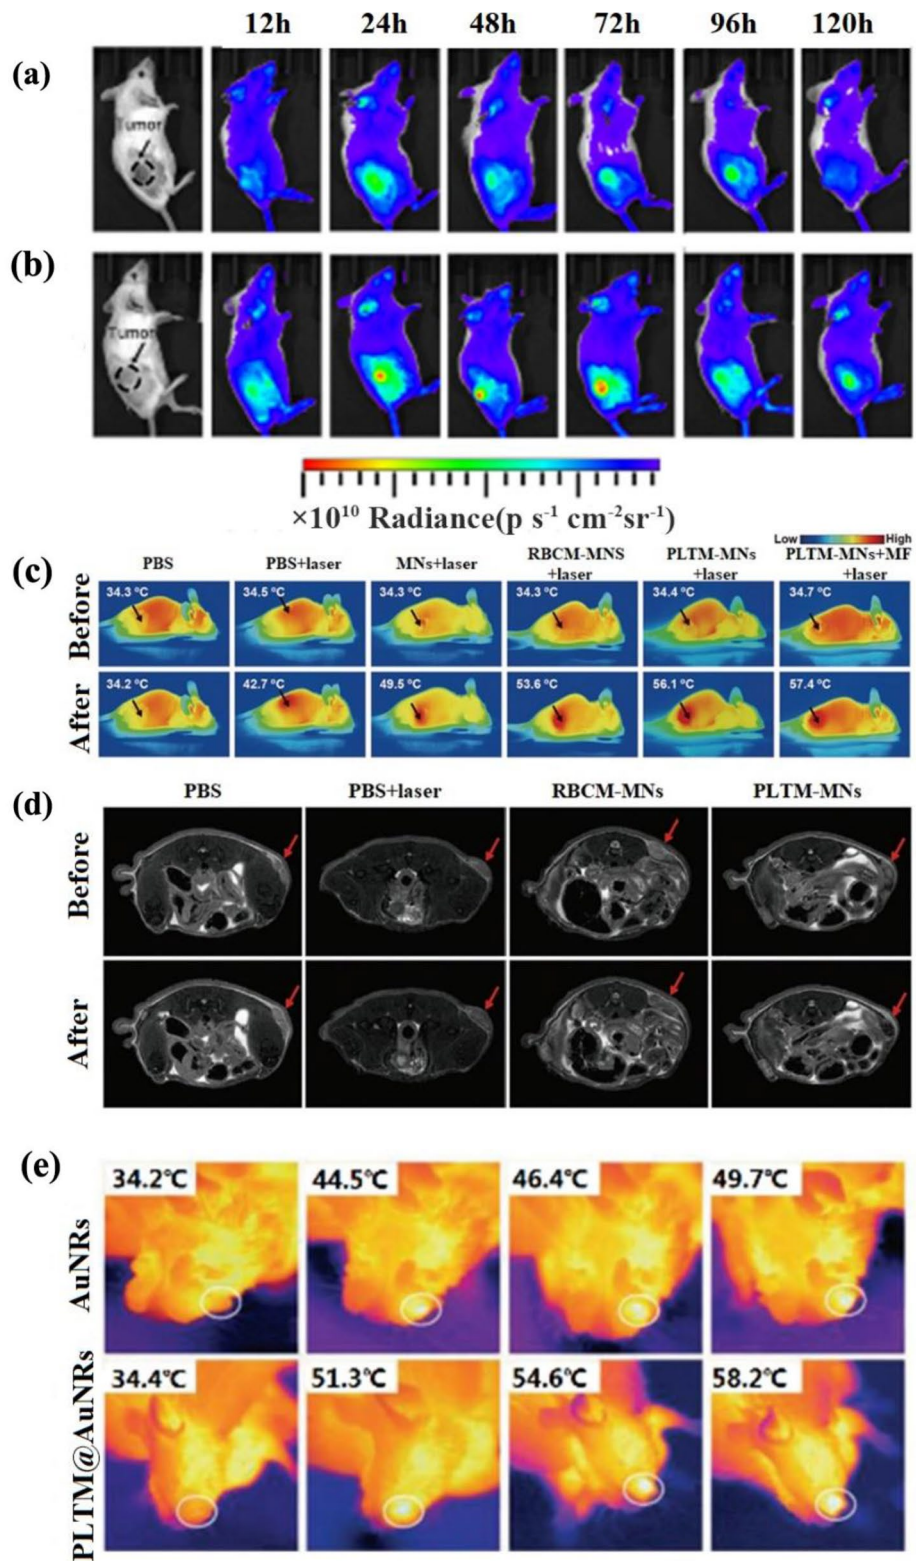 12h 24h 48h 72h 96h 120h
(a)
Tumor
(b)
Tumor
×10¹⁰ Radiance(p s⁻¹ cm⁻²sr⁻¹)
Low High
(c)
PBS PBS+laser MNs+laser RBCM-MNS +laser PLTM-MNs +laser PLTM-MNs+MF +laser
Before
34.3 °C 34.5 °C 34.3 °C 34.3 °C 34.4 °C 34.7 °C
After
34.2 °C 42.7 °C 49.5 °C 53.6 °C 56.1 °C 57.4 °C
(d)
PBS PBS+laser RBCM-MNs PLTM-MNs
Before
After
(e)
AuNRs
34.2℃ 44.5℃ 46.4℃ 49.7℃
PLTM@AuNRs
34.4℃ 51.3℃ 54.6℃ 58.2℃